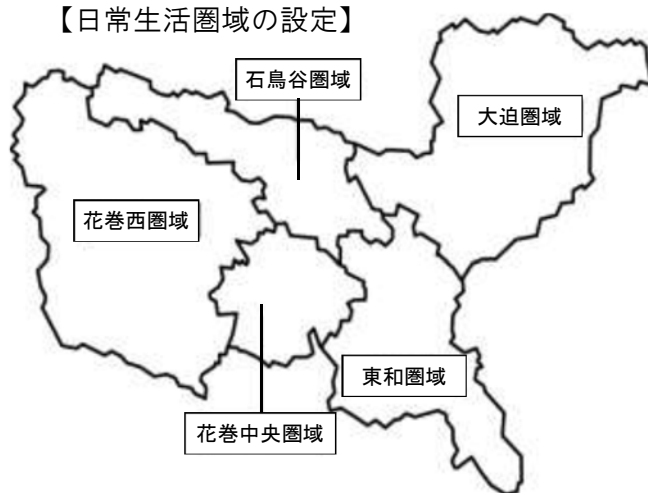 【日常生活圏域の設定】
石鳥谷圏域
大迫圏域
花巻西圏域
東和圏域
花巻中央圏域